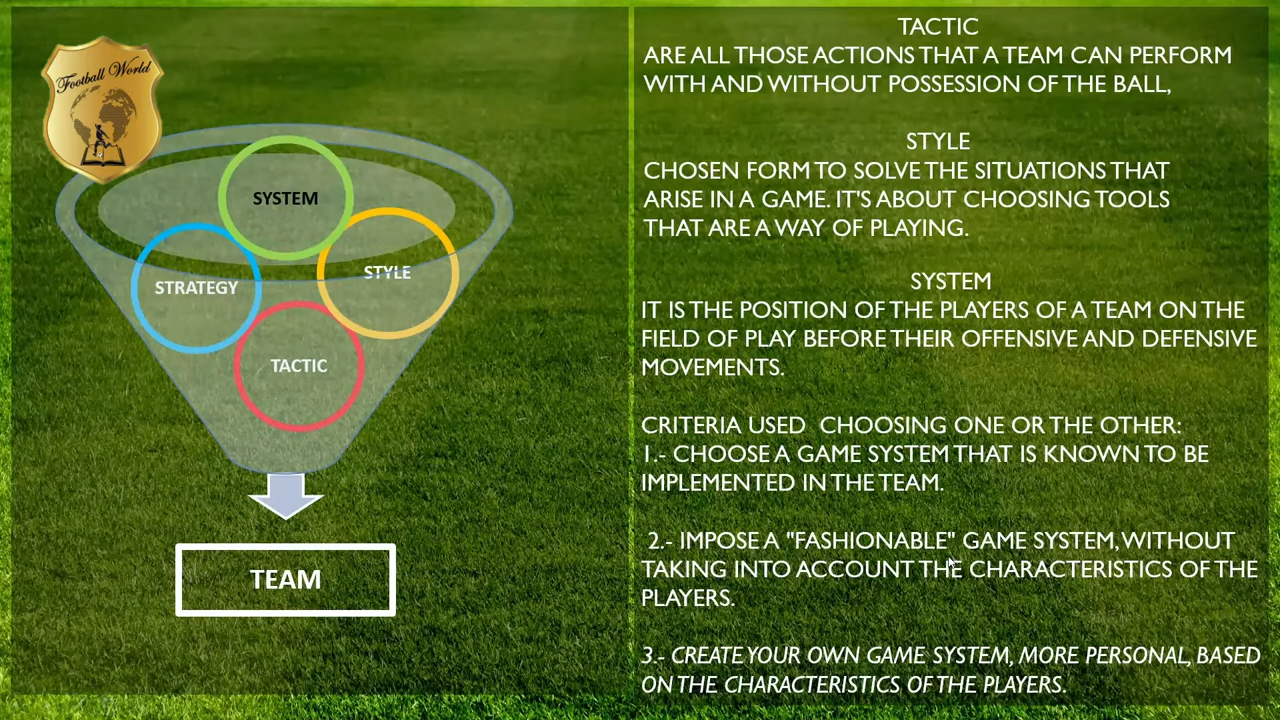 Football World
SYSTEM
STRATEGY
STYLE
TACTIC
TEAM
TACTIC
ARE ALL THOSE ACTIONS THAT A TEAM CAN PERFORM
WITH AND WITHOUT POSSESSION OF THE BALL,
STYLE
CHOSEN FORM TO SOLVE THE SITUATIONS THAT
ARISE IN A GAME. IT'S ABOUT CHOOSING TOOLS
THAT ARE A WAY OF PLAYING.
SYSTEM
IT IS THE POSITION OF THE PLAYERS OF A TEAM ON THE
FIELD OF PLAY BEFORE THEIR OFFENSIVE AND DEFENSIVE
MOVEMENTS.
CRITERIA USED  CHOOSING ONE OR THE OTHER:
1.- CHOOSE A GAME SYSTEM THAT IS KNOWN TO BE
IMPLEMENTED IN THE TEAM.
2.- IMPOSE A "FASHIONABLE" GAME SYSTEM, WITHOUT
TAKING INTO ACCOUNT THE CHARACTERISTICS OF THE
PLAYERS.
3.- CREATE YOUR OWN GAME SYSTEM, MORE PERSONAL, BASED
ON THE CHARACTERISTICS OF THE PLAYERS.